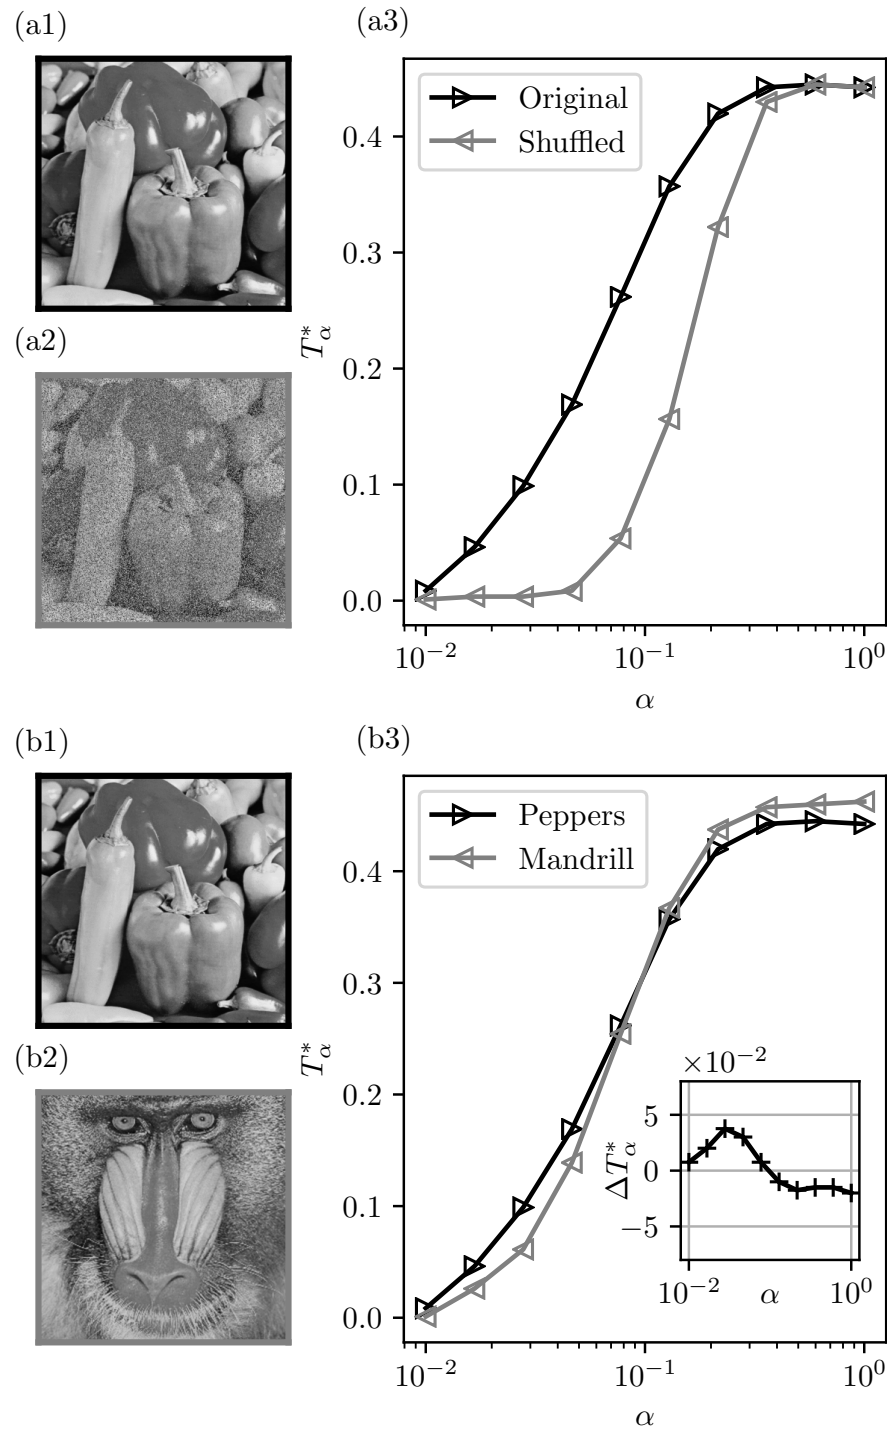 (a1)
(a3)
Original
Shuffled
0.4
0.3
0.2
0.1
0.0
T*α
(a2)
10⁻² 10⁻¹ 10⁰
α
(b1)
(b3)
Peppers
Mandrill
0.4
0.3
0.2
0.1
0.0
T*α
(b2)
×10⁻²
5
0
−5
ΔT*α
10⁻² α 10⁰
10⁻² 10⁻¹ 10⁰
α